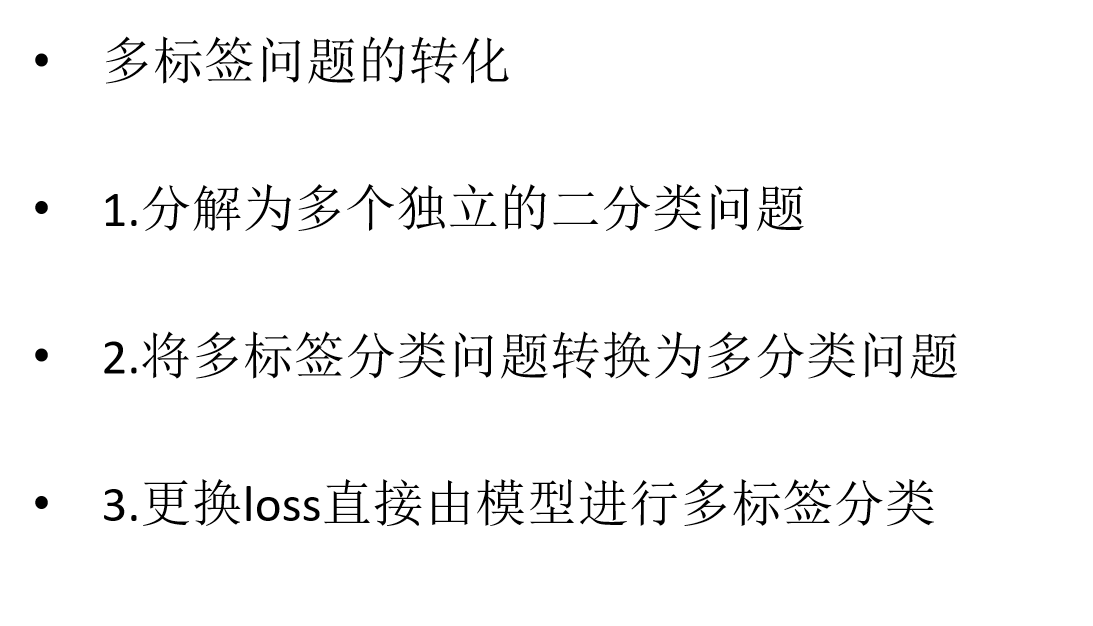 • 多标签问题的转化
• 1.分解为多个独立的二分类问题
• 2.将多标签分类问题转换为多分类问题
• 3.更换loss直接由模型进行多标签分类